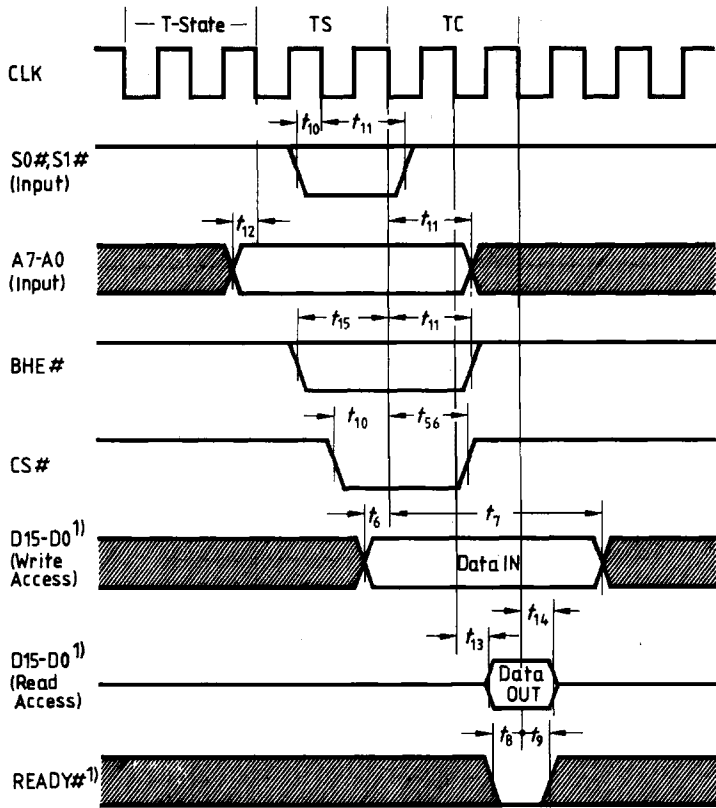 T-State TS TC
CLK
t10 t11
S0#,S1#
(Input)
t12 t11
A7-A0
(Input)
t15 t11
BHE#
t10 t56
CS#
t6 t7
D15-D0 1)
(Write
Access)
Data IN
t13 t14
D15-D0 1)
(Read
Access)
Data
OUT
t8 t9
READY# 1)